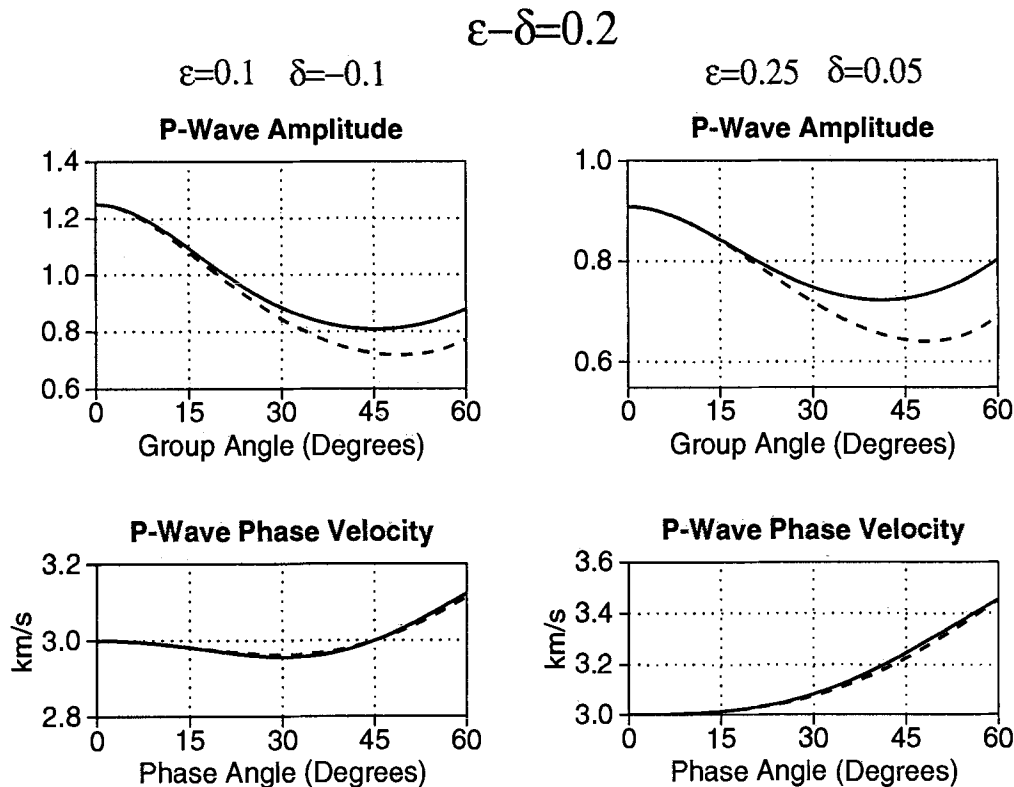 ε−δ=0.2
ε=0.1 δ=−0.1
P-Wave Amplitude
1.4
1.2
1.0
0.8
0.6
0 15 30 45 60
Group Angle (Degrees)
ε=0.25 δ=0.05
P-Wave Amplitude
1.0
0.8
0.6
0 15 30 45 60
Group Angle (Degrees)
P-Wave Phase Velocity
km/s
3.2
3.0
2.8
0 15 30 45 60
Phase Angle (Degrees)
P-Wave Phase Velocity
km/s
3.6
3.4
3.2
3.0
0 15 30 45 60
Phase Angle (Degrees)